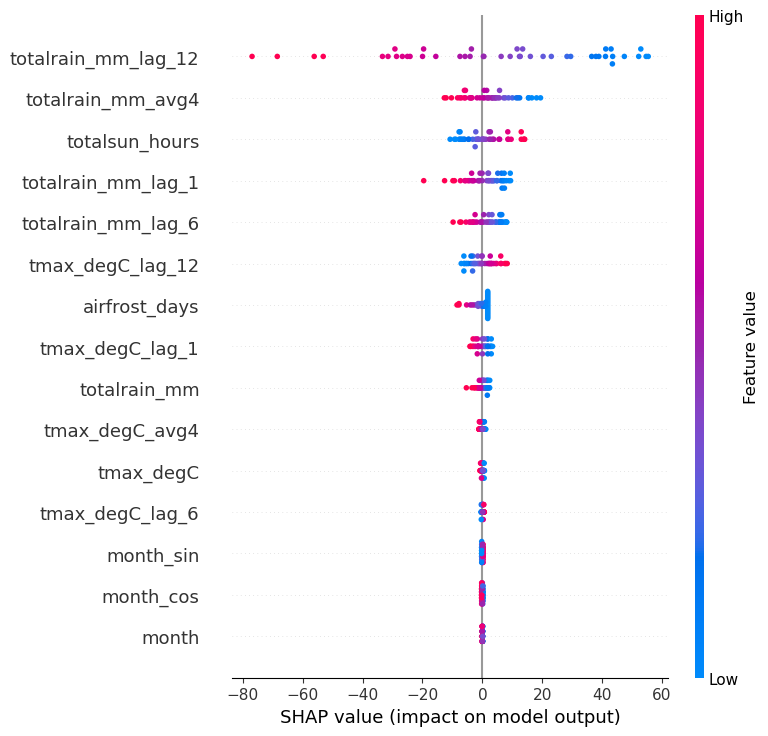 High
totalrain_mm_lag_12
totalrain_mm_avg4
totalsun_hours
totalrain_mm_lag_1
totalrain_mm_lag_6
tmax_degC_lag_12
airfrost_days
tmax_degC_lag_1
totalrain_mm
tmax_degC_avg4
tmax_degC
tmax_degC_lag_6
month_sin
month_cos
month
Feature value
Low
−80 −60 −40 −20 0 20 40 60
SHAP value (impact on model output)